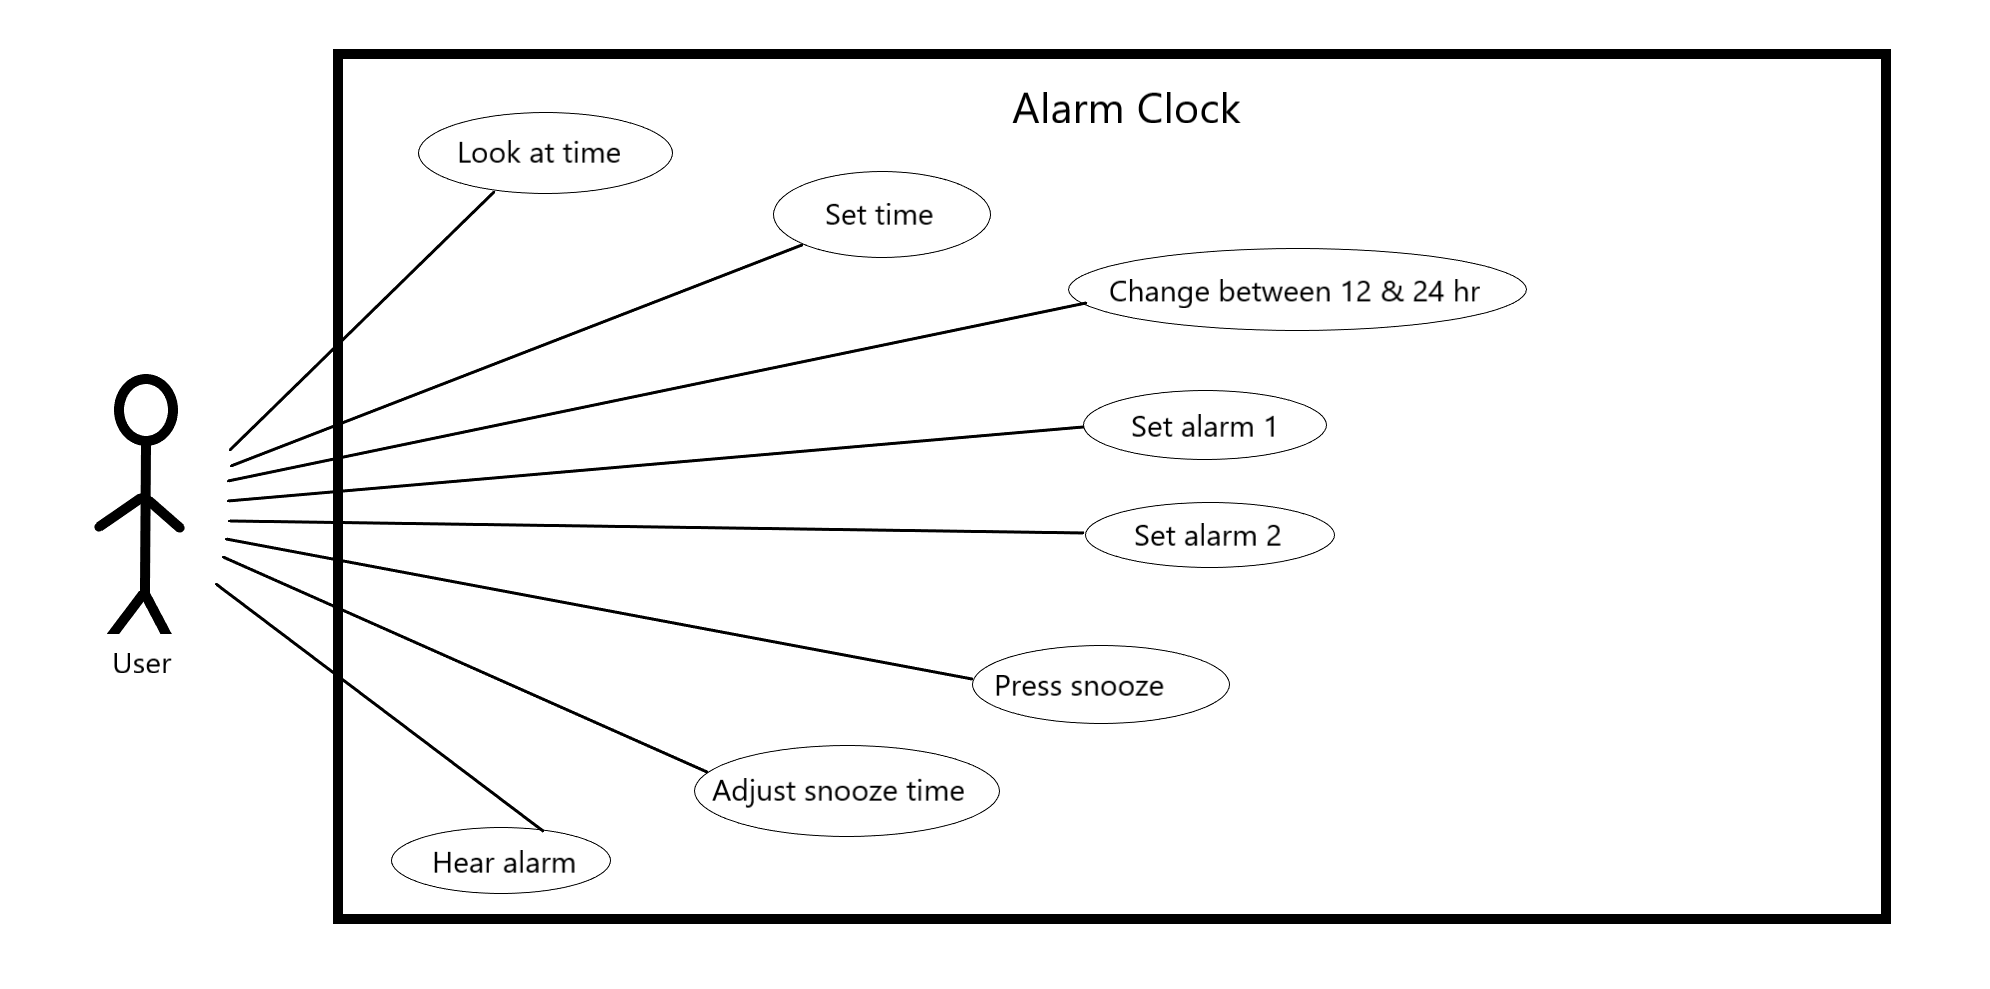 Alarm Clock
Look at time
Set time
Change between 12 & 24 hr
Set alarm 1
Set alarm 2
User
Press snooze
Adjust snooze time
Hear alarm